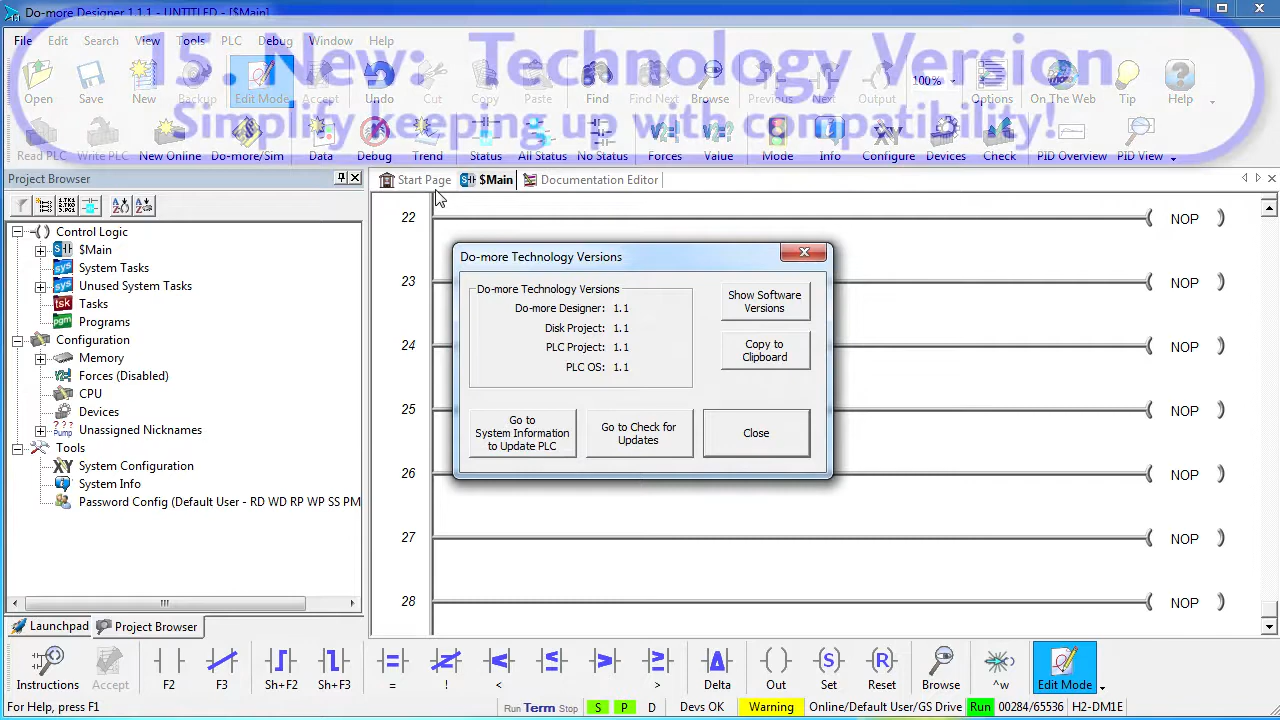 Do-more Designer 1.1.1 - UNTITLED - [$Main]
15. New: Technology Version
Simplify keeping up with compatibility!
File Edit Search View Tools PLC Debug Window Help
Open Save New Backup Edit Mode Accept Undo Cut Copy Paste Find Find Next Browse Previous Next 100% Output Options On The Web Tip Help
Read PLC Write PLC New Online Do-more/Sim Data Debug Trend Status All Status No Status Forces Value Mode Info Configure Devices Check PID Overview PID View
Project Browser
Start Page $Main Documentation Editor
Control Logic
$Main
System Tasks
Unused System Tasks
Tasks
Programs
Configuration
Memory
Forces (Disabled)
CPU
Devices
Unassigned Nicknames
Tools
System Configuration
System Info
Password Config (Default User - RD WD RP WP SS PM
Launchpad Project Browser
22 NOP
23 NOP
24 NOP
25 NOP
26 NOP
27 NOP
28 NOP
Do-more Technology Versions
Do-more Technology Versions
Do-more Designer: 1.1
Disk Project: 1.1
PLC Project: 1.1
PLC OS: 1.1
Show Software
Versions
Copy to
Clipboard
Go to
System Information
to Update PLC
Go to Check for
Updates
Close
Instructions Accept F2 F3 Sh+F2 Sh+F3 = ! < > Delta Out Set Reset Browse ^w Edit Mode
For Help, press F1 Run Term Stop S P D Devs OK Warning Online/Default User/GS Drive Run 00284/65536 H2-DM1E